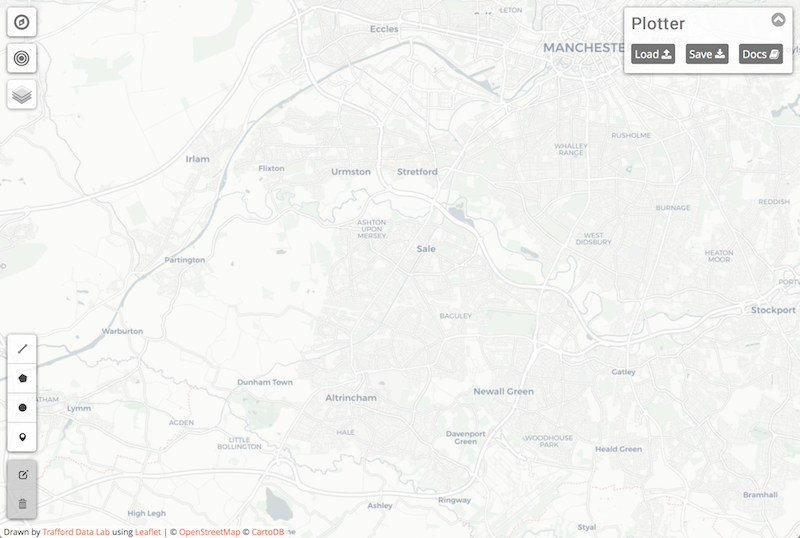 LETON
Eccles
MANCHESTE
Plotter
Load
Save
Docs
RUSHOLME
WHALLEY
RANGE
Irlam
Flixton
Urmston
Stretford
REDDISH
BURNAGE
ASHTON
UPON
MERSEY
WEST
DIDSBURY
Sale
HEATON
MOOR
Partington
PORTW
Stockport
BAGULEY
Warburton
Gatley
Dunham Town
Newall Green
Altrincham
ATHAM
Lymm
AGDEN
HALE
LITTLE
BOLLINGTON
Davenport
Green
WOODHOUSE
PARK
Heald Green
Bramhall
Ringway
Ashley
High Legh
Styal
Drawn by Trafford Data Lab using Leaflet | © OpenStreetMap © CartoDB